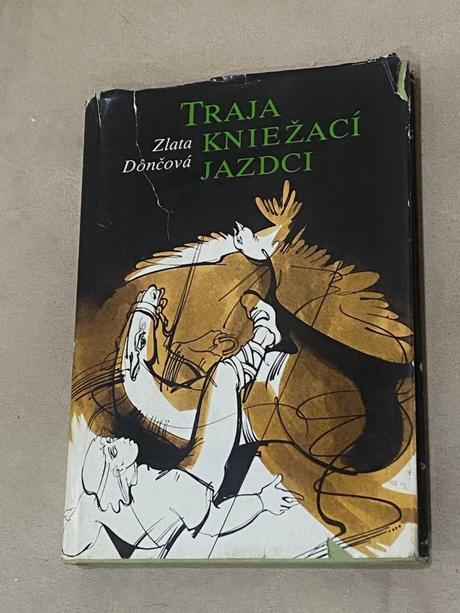 TRAJA
Zlata
Dônčová
KNIEŽACÍ
JAZDCI